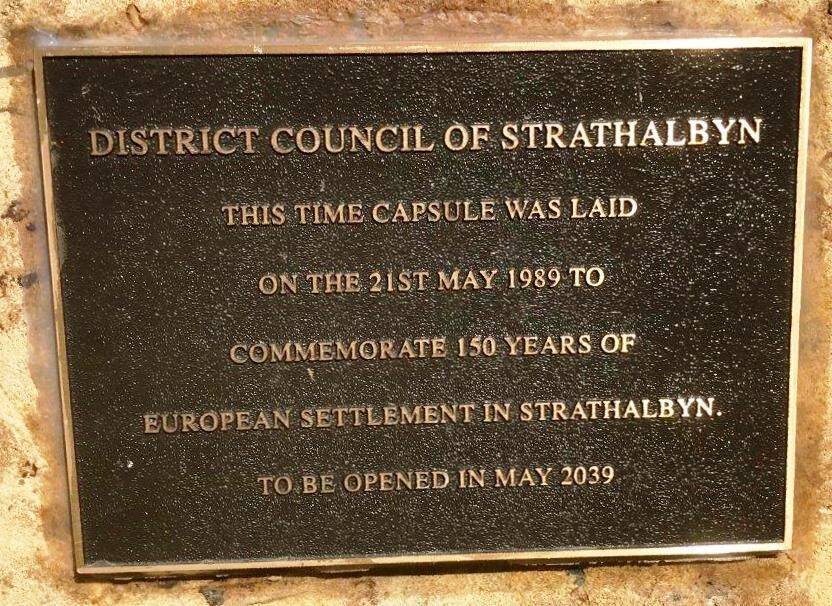 DISTRICT COUNCIL OF STRATHALBYN
THIS TIME CAPSULE WAS LAID
ON THE 21ST MAY 1989 TO
COMMEMORATE 150 YEARS OF
EUROPEAN SETTLEMENT IN STRATHALBYN.
TO BE OPENED IN MAY 2039